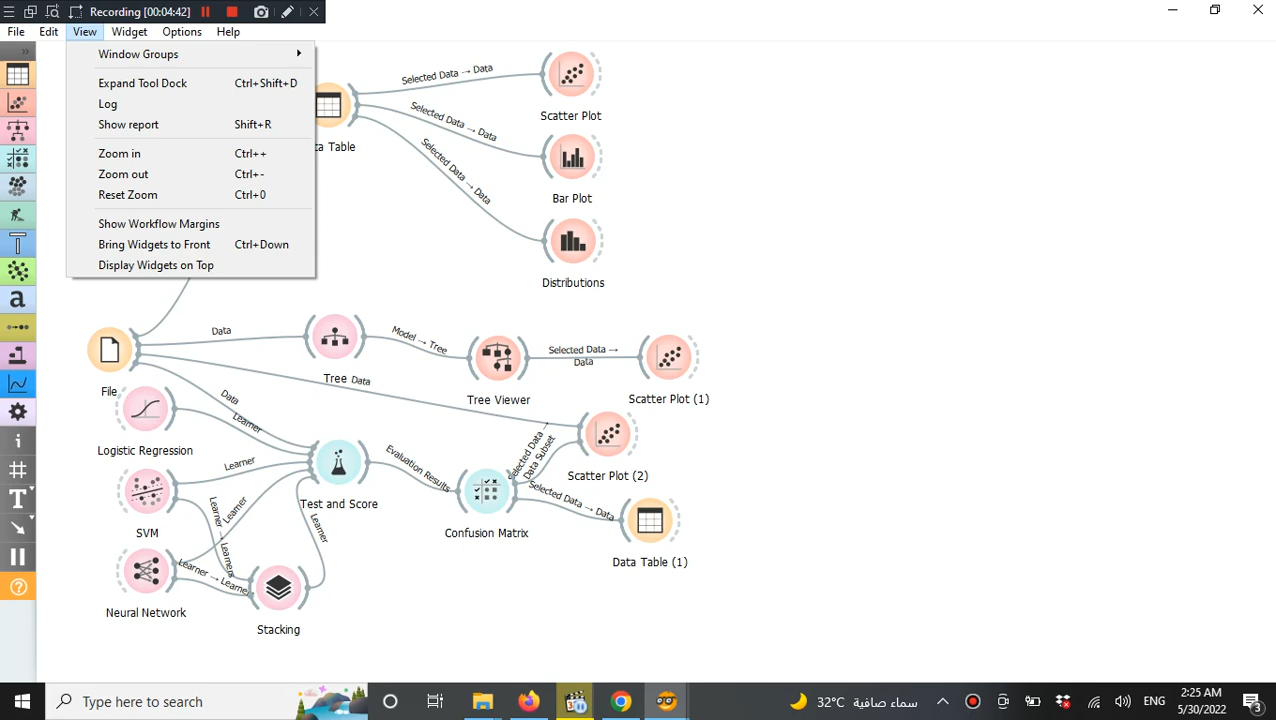 Recording [00:04:42]
File Edit View Widget Options Help
Window Groups
Expand Tool Dock Ctrl+Shift+D
Log
Show report Shift+R
Zoom in Ctrl++
Zoom out Ctrl+-
Reset Zoom Ctrl+0
Show Workflow Margins
Bring Widgets to Front Ctrl+Down
Display Widgets on Top
Selected Data → Data
Scatter Plot
Selected Data → Data
Bar Plot
Selected Data → Data
Distributions
Data
Tree
Model → Tree
Tree Viewer
Selected Data →
Data
Scatter Plot (1)
File
Data
Data
Learner
Logistic Regression
Learner
SVM
Learner
Learner → Learners
Test and Score
Learner
Evaluation Results
Confusion Matrix
Selected Data →
Data Subset
Scatter Plot (2)
Selected Data → Data
Data Table (1)
Learner → Learne
Neural Network
Stacking
Type here to search
32°C سماء صافية
ENG
2:25 AM
5/30/2022
3